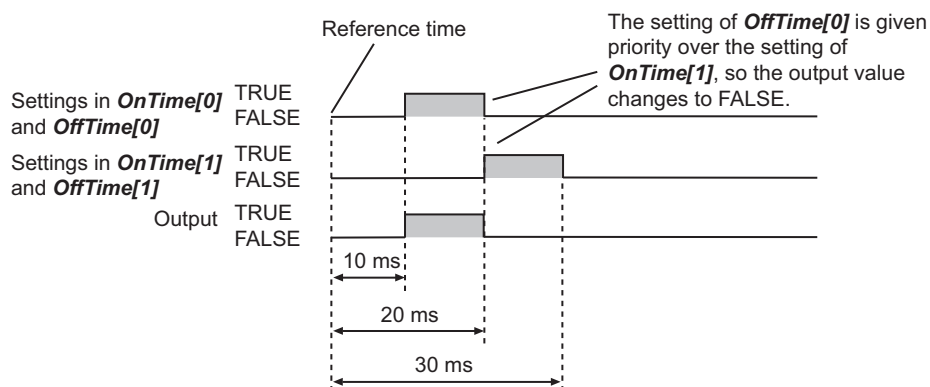 Reference time
The setting of OffTime[0] is given
priority over the setting of
OnTime[1], so the output value
changes to FALSE.
Settings in OnTime[0]
and OffTime[0]
TRUE
FALSE
Settings in OnTime[1]
and OffTime[1]
TRUE
FALSE
Output
TRUE
FALSE
10 ms
20 ms
30 ms